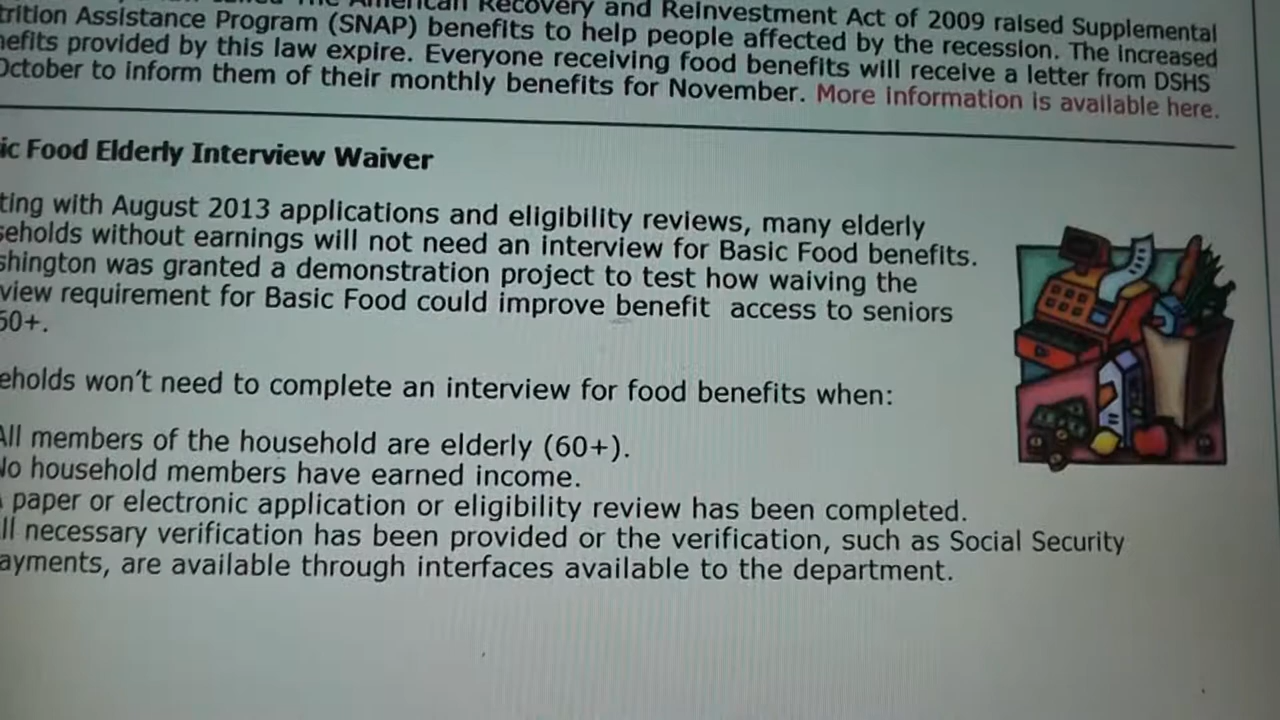 American Recovery and Reinvestment Act of 2009 raised Supplemental
trition Assistance Program (SNAP) benefits to help people affected by the recession. The increased
nefits provided by this law expire. Everyone receiving food benefits will receive a letter from DSHS
October to inform them of their monthly benefits for November. More information is available here.
ic Food Elderly Interview Waiver
ting with August 2013 applications and eligibility reviews, many elderly
seholds without earnings will not need an interview for Basic Food benefits.
shington was granted a demonstration project to test how waiving the
view requirement for Basic Food could improve benefit access to seniors
60+.
eholds won't need to complete an interview for food benefits when:
All members of the household are elderly (60+).
No household members have earned income.
paper or electronic application or eligibility review has been completed.
ll necessary verification has been provided or the verification, such as Social Security
ayments, are available through interfaces available to the department.